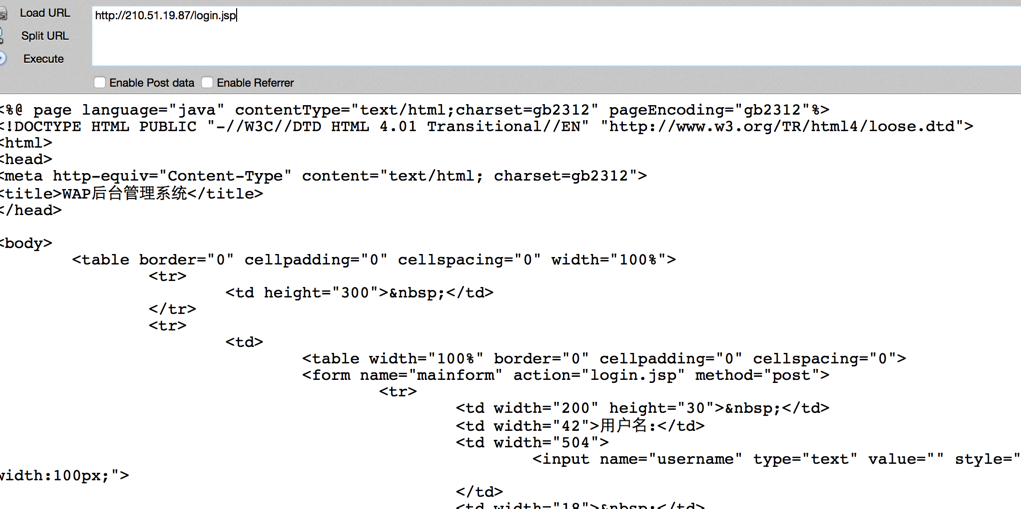 Load URL
http://210.51.19.87/login.jsp
Split URL
Execute
Enable Post data Enable Referrer
<%@ page language="java" contentType="text/html;charset=gb2312" pageEncoding="gb2312"%>
<!DOCTYPE HTML PUBLIC "-//W3C//DTD HTML 4.01 Transitional//EN" "http://www.w3.org/TR/html4/loose.dtd">
<html>
<head>
<meta http-equiv="Content-Type" content="text/html; charset=gb2312">
<title>WAP后台管理系统</title>
</head>
<body>
<table border="0" cellpadding="0" cellspacing="0" width="100%">
<tr>
<td height="300">&nbsp;</td>
</tr>
<tr>
<td>
<table width="100%" border="0" cellpadding="0" cellspacing="0">
<form name="mainform" action="login.jsp" method="post">
<tr>
<td width="200" height="30">&nbsp;</td>
<td width="42">用户名:</td>
<td width="504">
<input name="username" type="text" value="" style="
width:100px;">
</td>
<td width="18">&nbsp;</td>